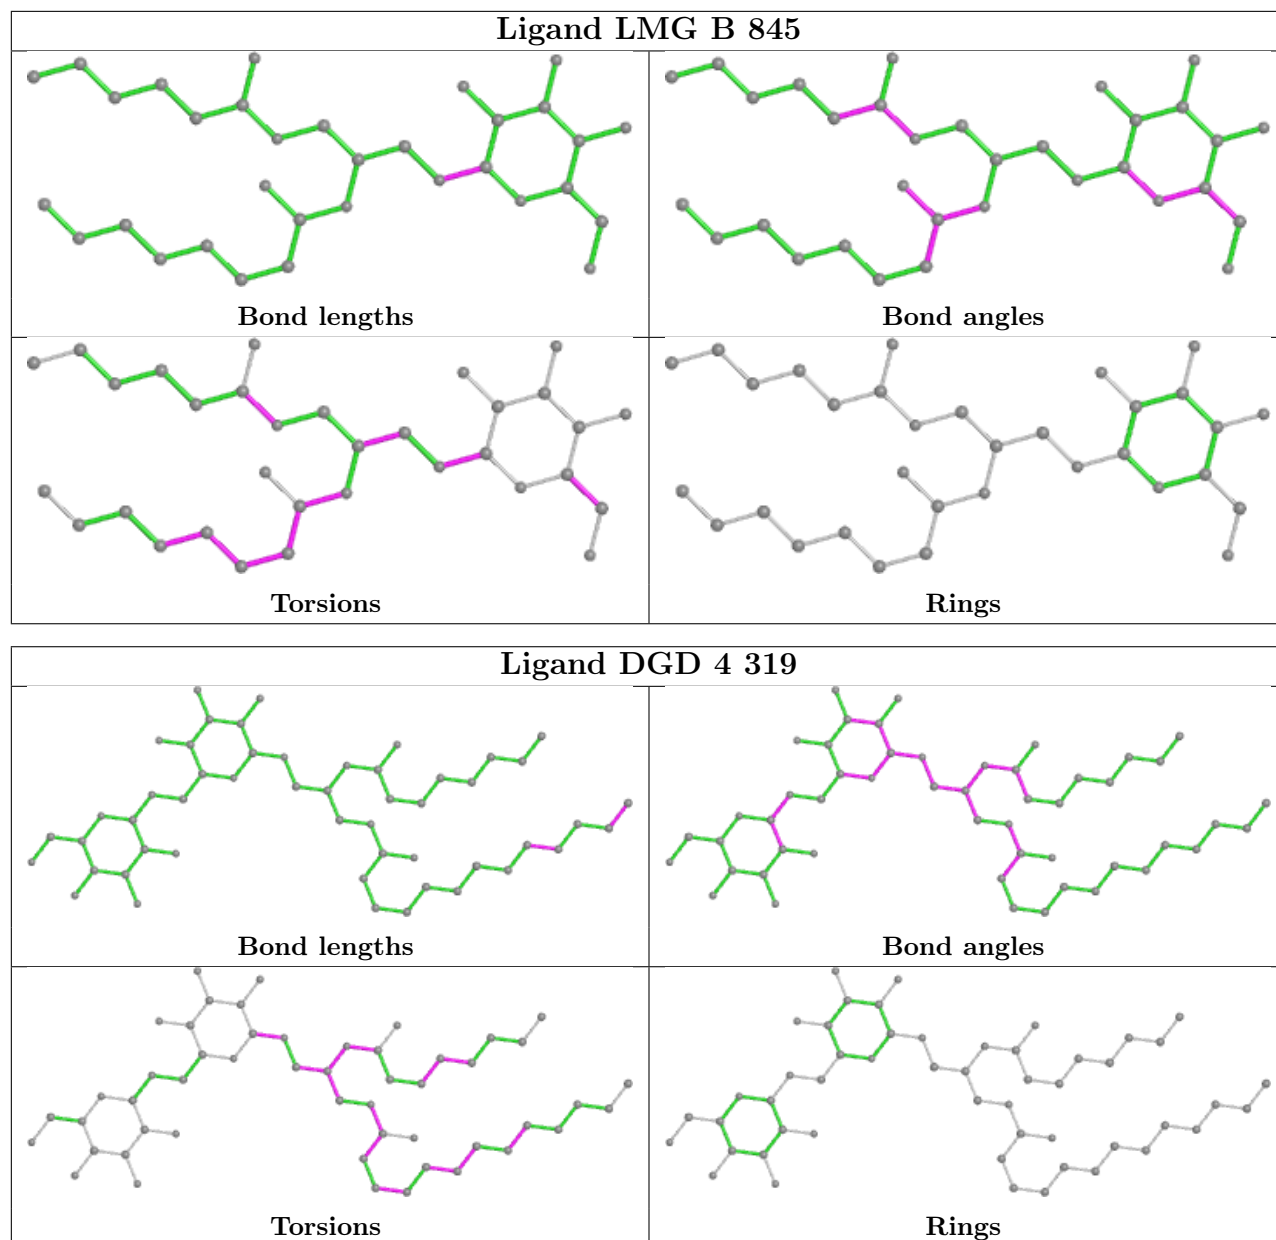 Ligand LMG B 845
Bond lengths
Bond angles
Torsions
Rings
Ligand DGD 4 319
Bond lengths
Bond angles
Torsions
Rings